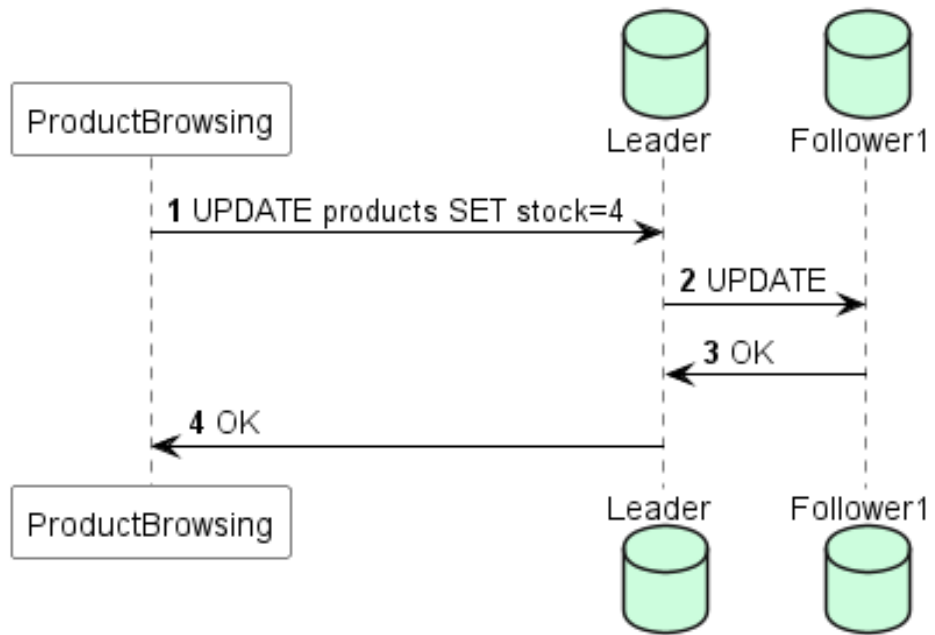 Leader Follower1
ProductBrowsing
1 UPDATE products SET stock=4
2 UPDATE
3 OK
4 OK
ProductBrowsing
Leader Follower1